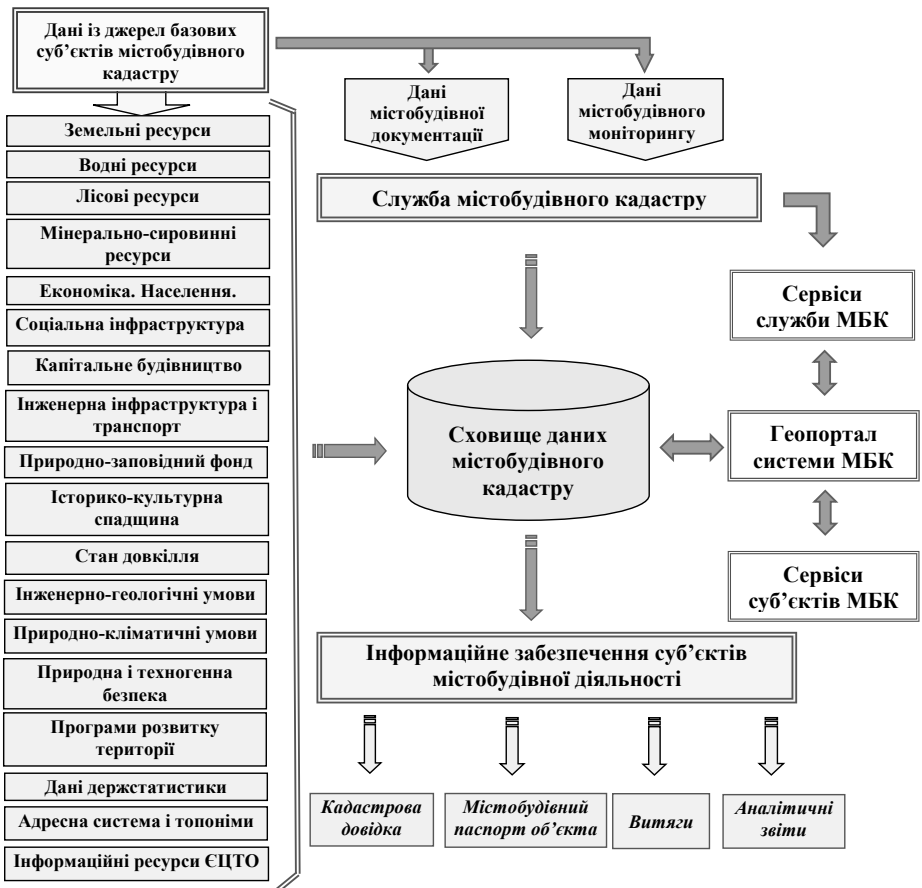 Дані із джерел базових
суб’єктів містобудівного
кадастру
Земельні ресурси
Водні ресурси
Лісові ресурси
Мінерально-сировинні
ресурси
Економіка. Населення.
Соціальна інфраструктура
Капітальне будівництво
Інженерна інфраструктура і
транспорт
Природно-заповідний фонд
Історико-культурна
спадщина
Стан довкілля
Інженерно-геологічні умови
Природно-кліматичні умови
Природна і техногенна
безпека
Програми розвитку
території
Дані держстатистики
Адресна система і топоніми
Інформаційні ресурси ЄЦТО
Дані
містобудівної
документації
Дані
містобудівного
моніторингу
Служба містобудівного кадастру
Сервіси
служби МБК
Сховище даних
містобудівного
кадастру
Геопортал
системи МБК
Сервіси
суб’єктів МБК
Інформаційне забезпечення суб’єктів
містобудівної діяльності
Кадастрова
довідка
Містобудівний
паспорт об’єкта
Витяги
Аналітичні
звіти